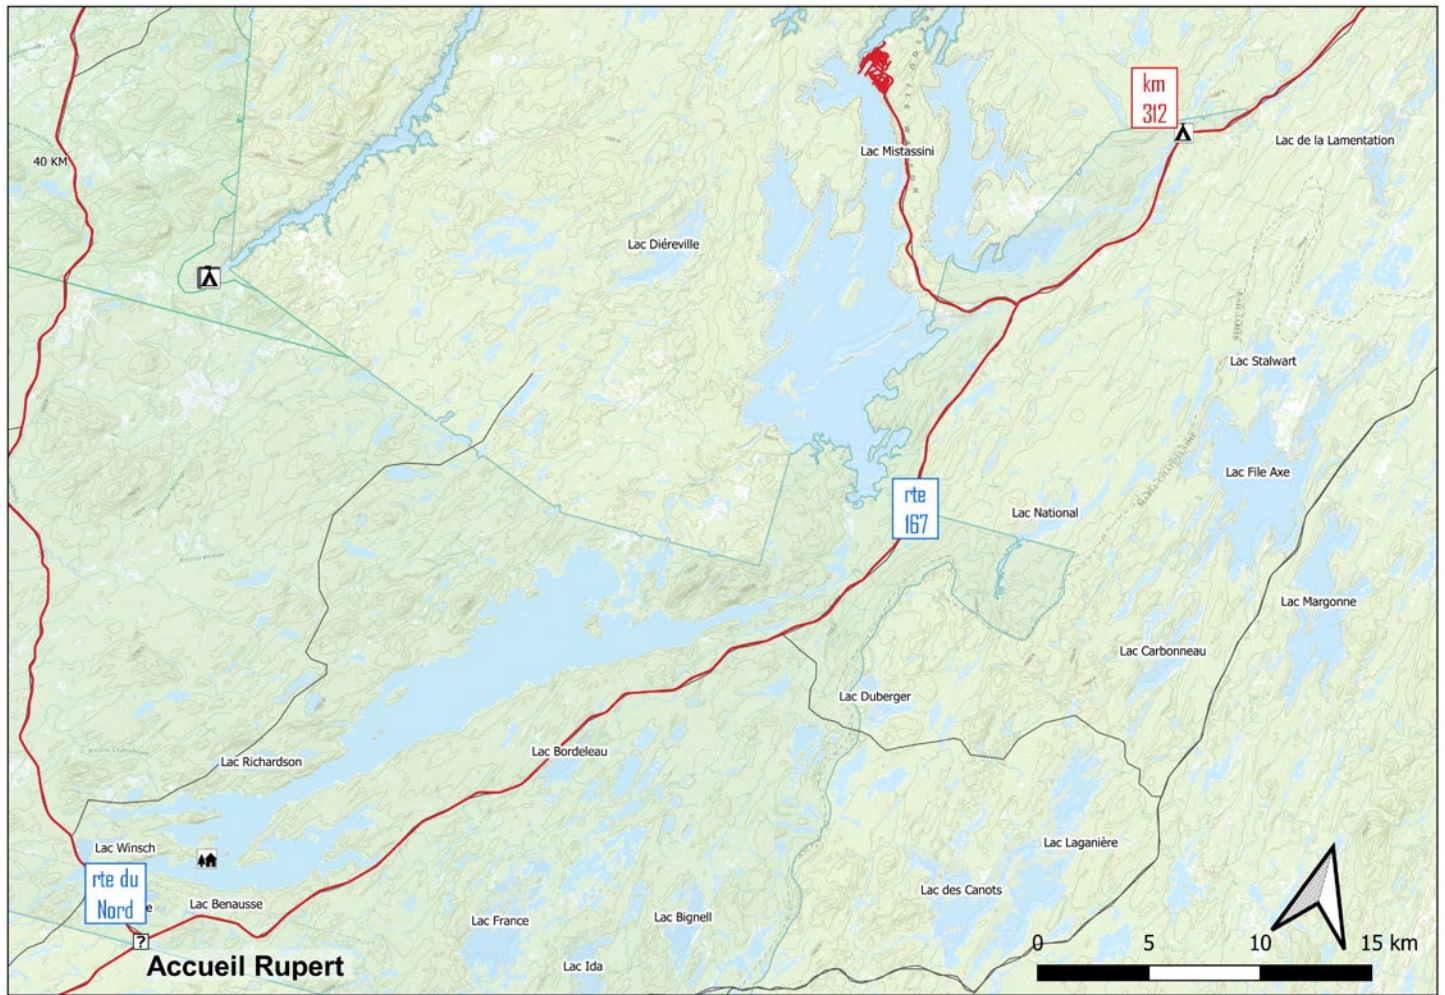 km
312
Lac de la Lamentation
Lac Mistassini
40 KM
Lac Diéreville
Lac Stalwart
Lac File Axe
rte
167
Lac National
MARIA-CHAPDELAINE
Lac Margonne
Lac Carbonneau
Lac Duberger
Lac Bordeleau
Lac Richardson
Lac Winsch
Lac Laganière
rte du
Nord
e
Lac Benausse
Lac des Canots
Lac France
Lac Bignell
?
Accueil Rupert
Lac Ida
0 5 10 15 km